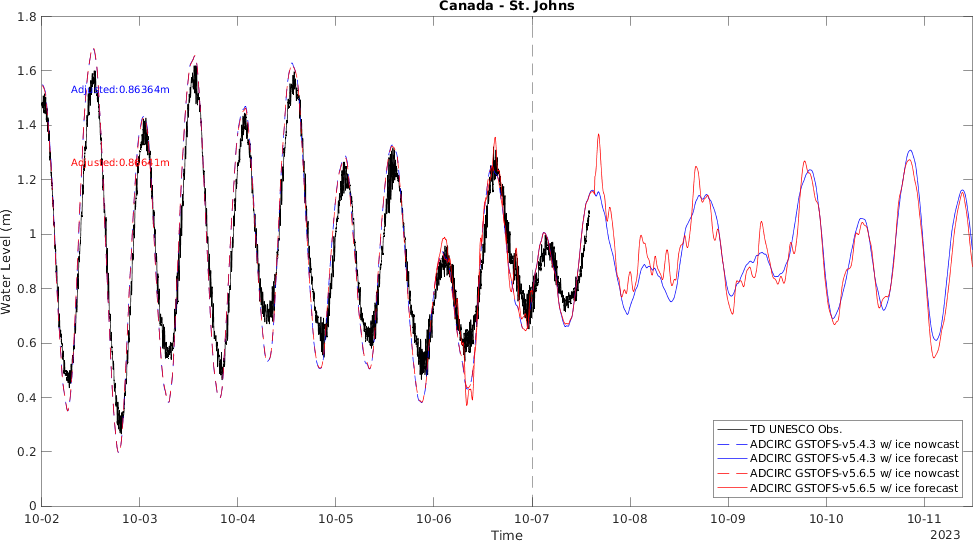 Canada - St. Johns
1.8
1.6
1.4
1.2
1
0.8
0.6
0.4
0.2
0
Water Level (m)
Adjusted:0.86364m
TD UNESCO Obs.
ADCIRC GSTOFS-v5.4.3 w/ ice nowcast
ADCIRC GSTOFS-v5.4.3 w/ ice forecast
ADCIRC GSTOFS-v5.6.5 w/ ice nowcast
ADCIRC GSTOFS-v5.6.5 w/ ice forecast
10-02 10-03 10-04 10-05 10-06 10-07 10-08 10-09 10-10 10-11
Time
2023